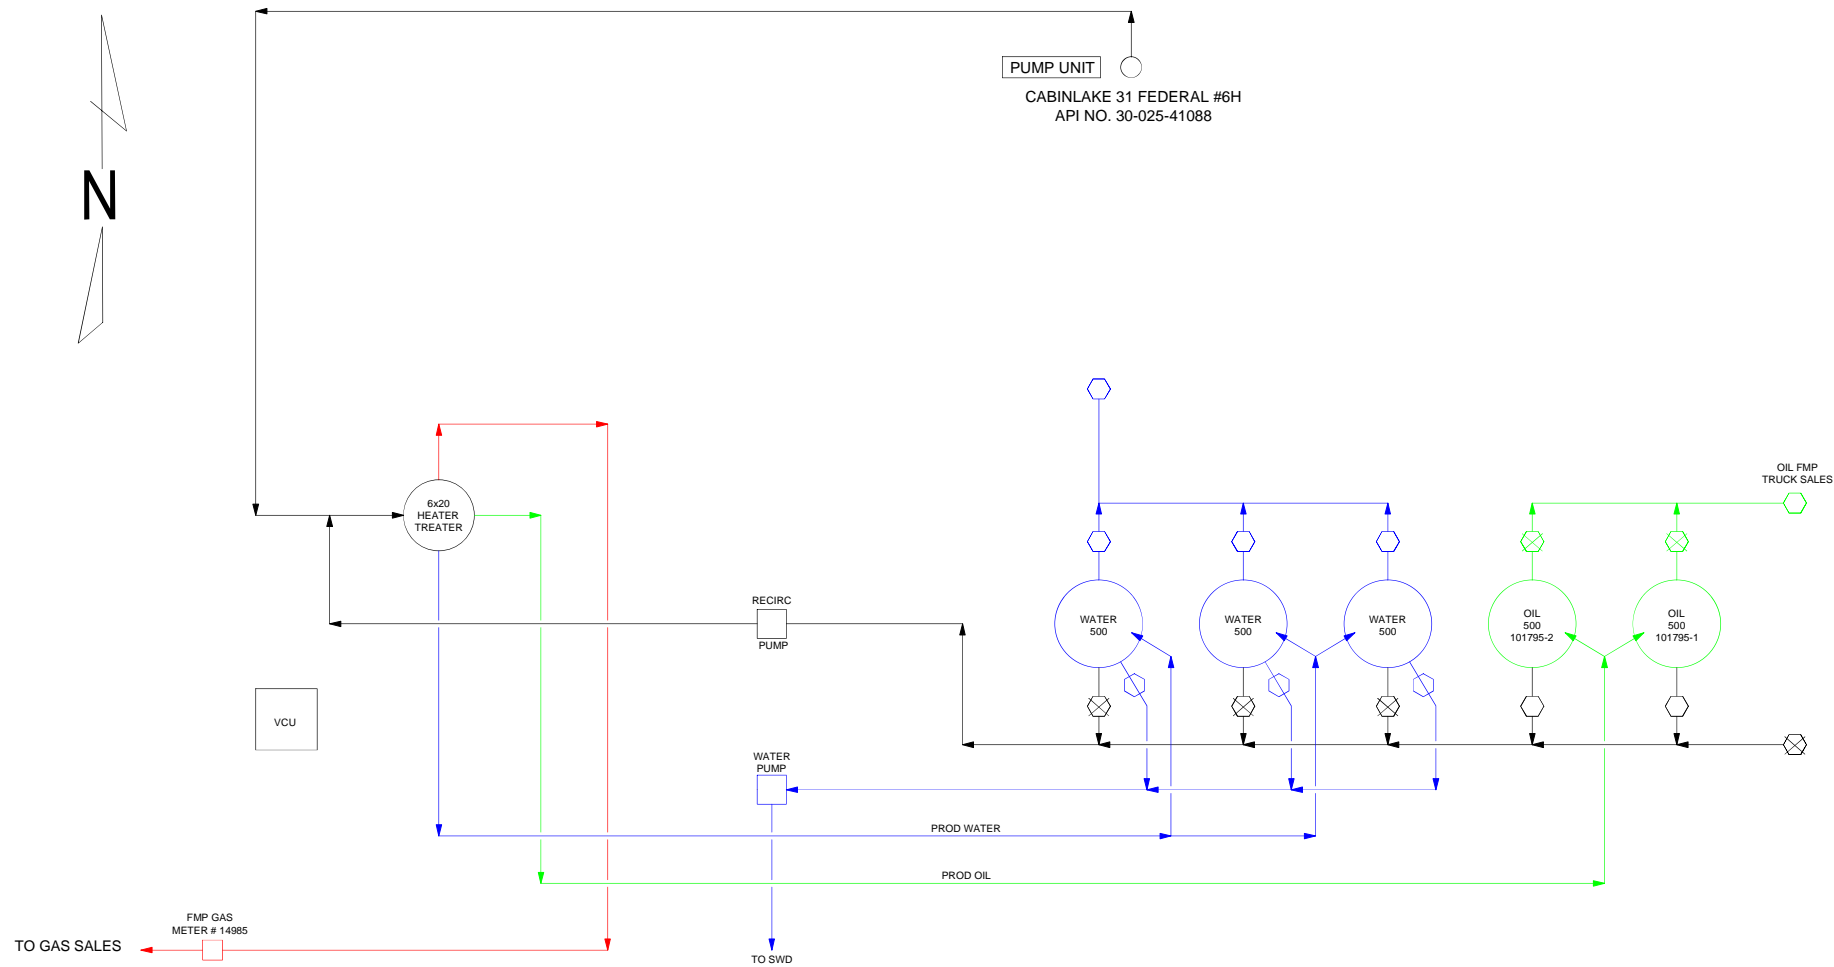 PUMP UNIT
CABINLAKE 31 FEDERAL #6H
API NO. 30-025-41088
N
OIL FMP
TRUCK SALES
6x20
HEATER
TREATER
RECIRC
PUMP
WATER
500
WATER
500
WATER
500
OIL
500
101795-2
OIL
500
101795-1
VCU
WATER
PUMP
PROD WATER
PROD OIL
FMP GAS
METER # 14985
TO GAS SALES
TO SWD